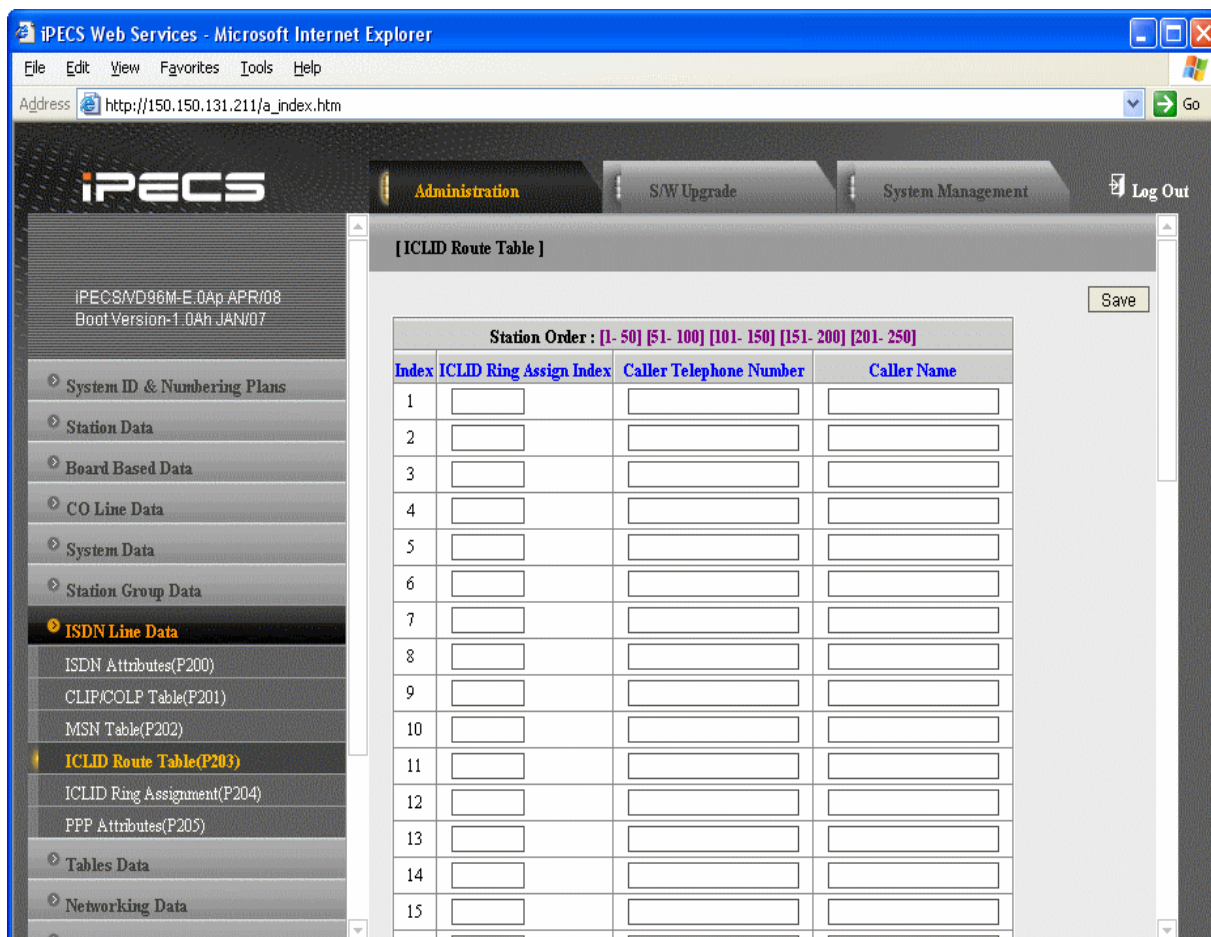 iPECS Web Services - Microsoft Internet Explorer
File Edit View Favorites Tools Help
Address http://150.150.131.211/a_index.htm Go
iPECS
Administration S/W Upgrade System Management Log Out
[ ICLID Route Table ]
iPECS/VD96M-E.0Ap APR/08
Boot Version-1.0Ah JAN/07
Save
System ID & Numbering Plans
Station Data
Board Based Data
CO Line Data
System Data
Station Group Data
ISDN Line Data
ISDN Attributes(P200)
CLIP/COLP Table(P201)
MSN Table(P202)
ICLID Route Table(P203)
ICLID Ring Assignment(P204)
PPP Attributes(P205)
Tables Data
Networking Data
Station Order : [1- 50] [51- 100] [101- 150] [151- 200] [201- 250]
Index ICLID Ring Assign Index Caller Telephone Number Caller Name
1
2
3
4
5
6
7
8
9
10
11
12
13
14
15